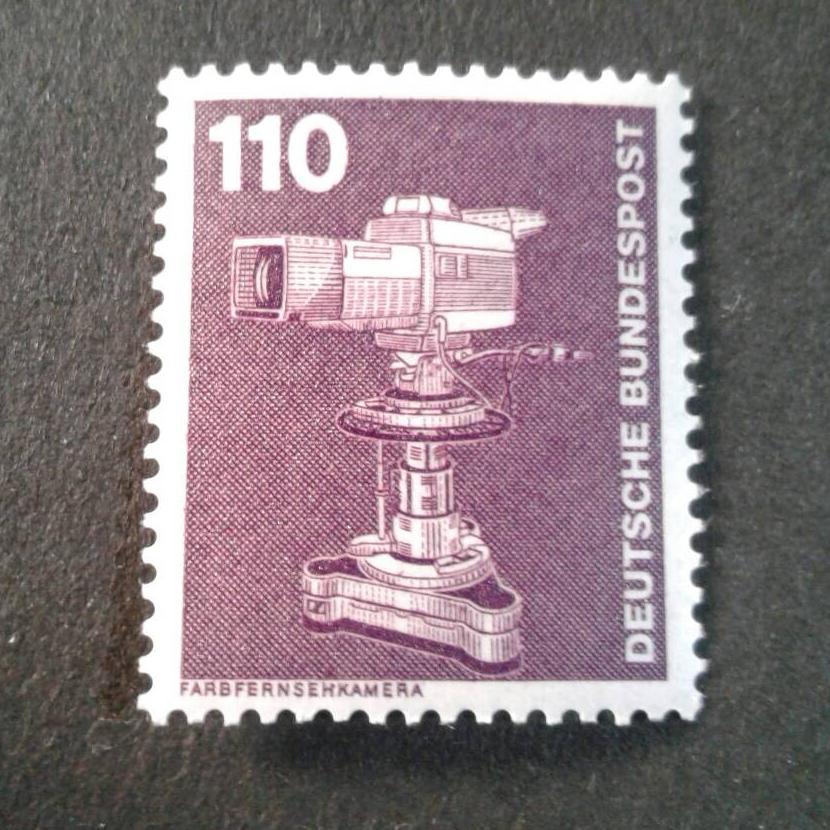 110
DEUTSCHE BUNDESPOST
FARBFERNSEHKAMERA